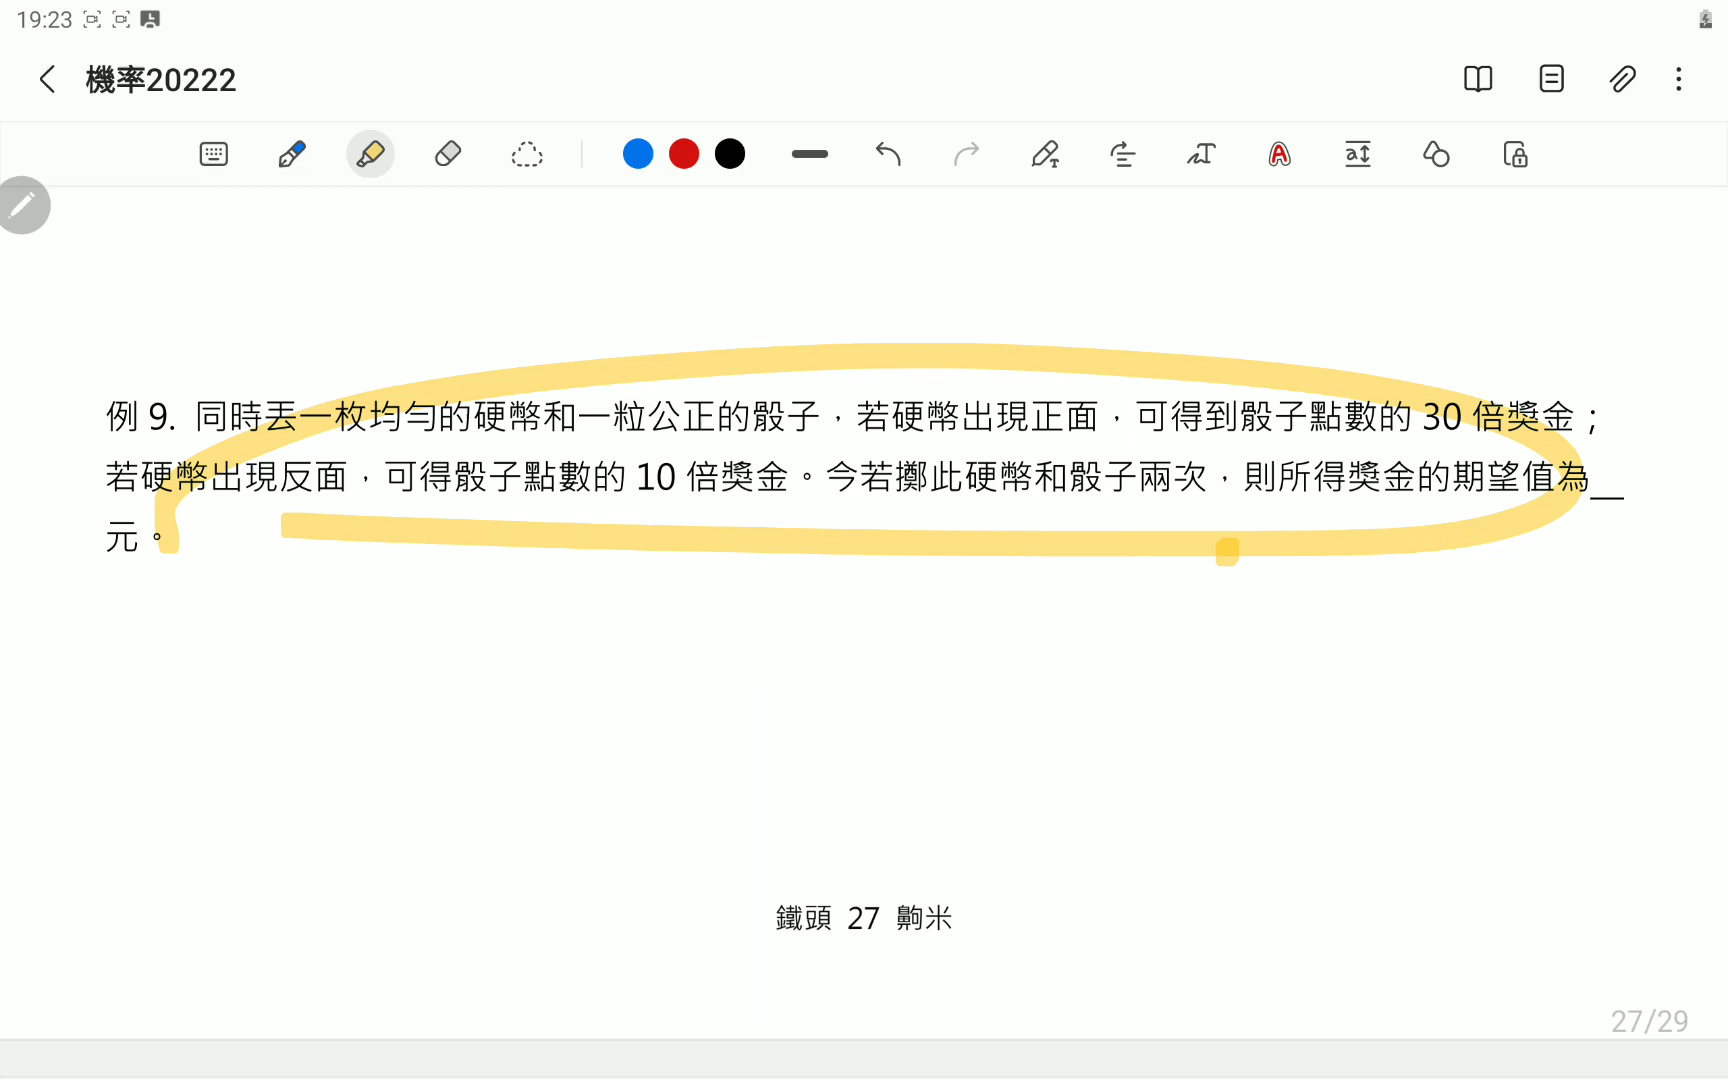 19:23
機率20222
例 9. 同時丟一枚均勻的硬幣和一粒公正的骰子，若硬幣出現正面，可得到骰子點數的 30 倍獎金；
若硬幣出現反面，可得骰子點數的 10 倍獎金。今若擲此硬幣和骰子兩次，則所得獎金的期望值為__
元。
鐵頭 27 齁米
27/29